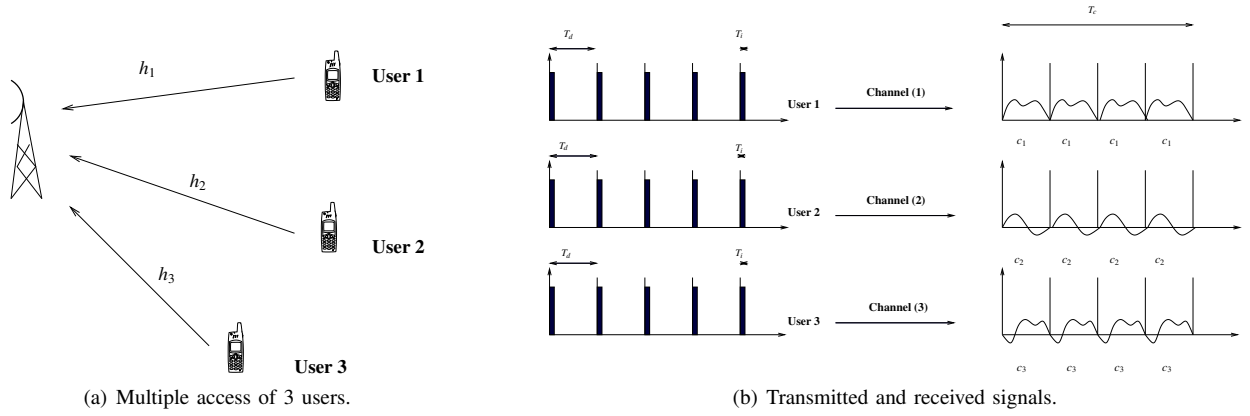 h1
User 1
h2
User 2
h3
User 3
(a) Multiple access of 3 users.
Td
Ti
User 1
Channel (1)
Tc
c1 c1 c1 c1
Td
Ti
User 2
Channel (2)
c2 c2 c2 c2
Td
Ti
User 3
Channel (3)
c3 c3 c3 c3
(b) Transmitted and received signals.